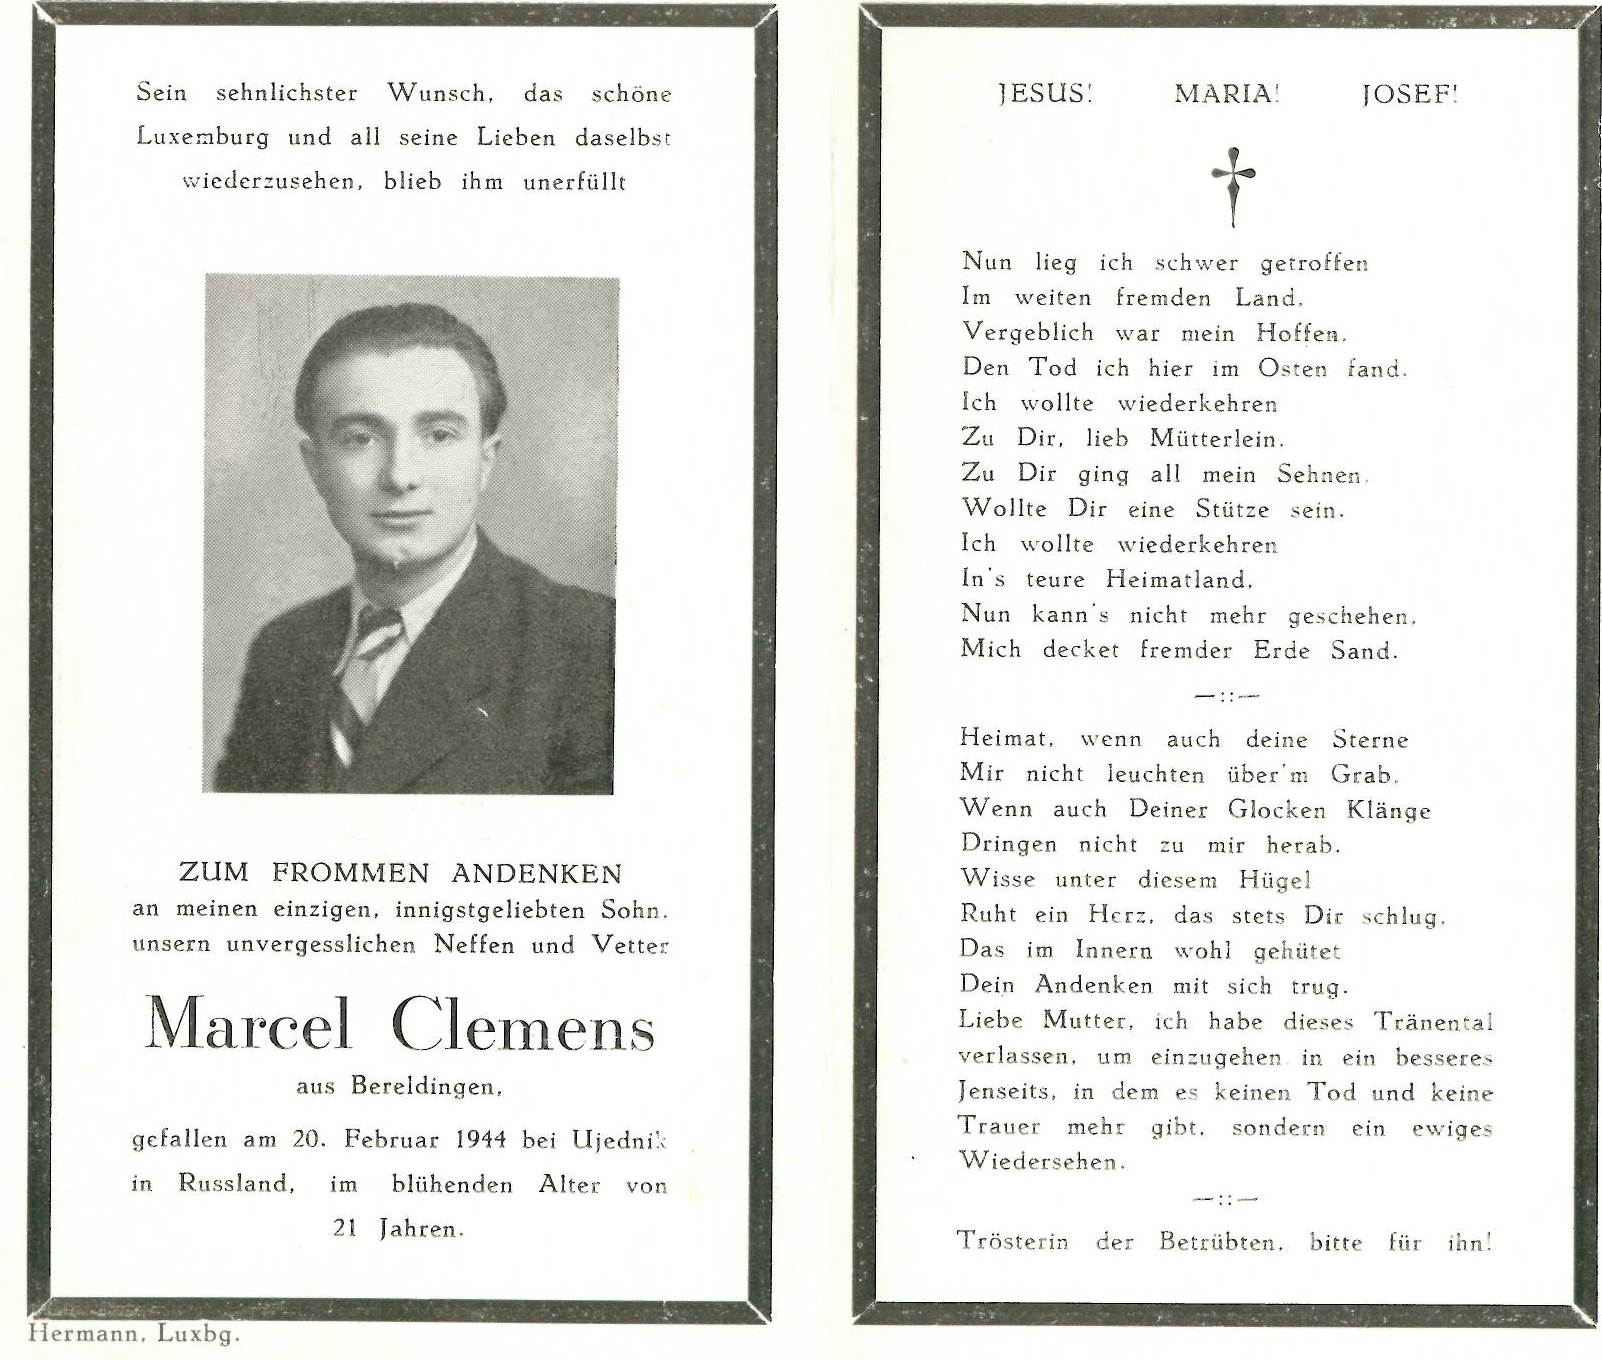 Sein sehnlichster Wunsch, das schöne
Luxemburg und all seine Lieben daselbst
wiederzusehen, blieb ihm unerfüllt
ZUM FROMMEN ANDENKEN
an meinen einzigen, innigstgeliebten Sohn,
unsern unvergesslichen Neffen und Vetter
Marcel Clemens
aus Bereldingen,
gefallen am 20. Februar 1944 bei Ujednik
in Russland, im blühenden Alter von
21 Jahren.
Hermann, Luxbg.
JESUS! MARIA! JOSEF!
Nun lieg ich schwer getroffen
Im weiten fremden Land,
Vergeblich war mein Hoffen,
Den Tod ich hier im Osten fand.
Ich wollte wiederkehren
Zu Dir, lieb Mütterlein.
Zu Dir ging all mein Sehnen,
Wollte Dir eine Stütze sein.
Ich wollte wiederkehren
In's teure Heimatland,
Nun kann's nicht mehr geschehen,
Mich decket fremder Erde Sand.
—::—
Heimat, wenn auch deine Sterne
Mir nicht leuchten über'm Grab,
Wenn auch Deiner Glocken Klänge
Dringen nicht zu mir herab.
Wisse unter diesem Hügel
Ruht ein Herz, das stets Dir schlug,
Das im Innern wohl gehütet
Dein Andenken mit sich trug.
Liebe Mutter, ich habe dieses Tränental
verlassen, um einzugehen in ein besseres
Jenseits, in dem es keinen Tod und keine
Trauer mehr gibt, sondern ein ewiges
Wiedersehen.
—::—
Trösterin der Betrübten, bitte für ihn!